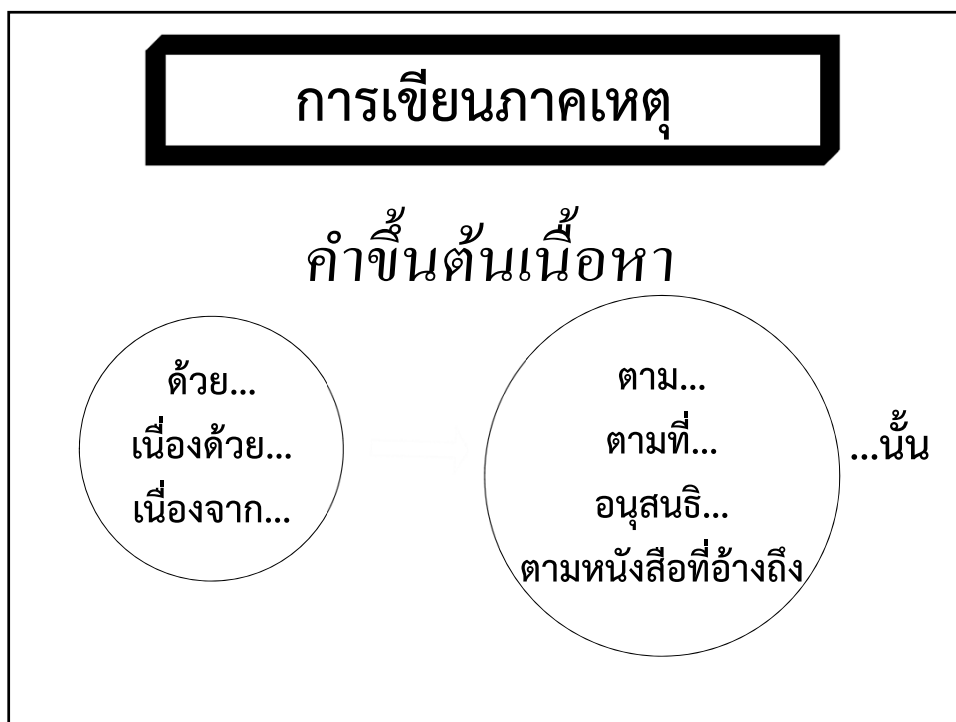 การเขียนภาคเหตุ
คำขึ้นต้นเนื้อหา
ด้วย...
เนื่องด้วย...
เนื่องจาก...
ตาม...
ตามที่...
อนุสนธิ...
ตามหนังสือที่อ้างถึง
...นั้น